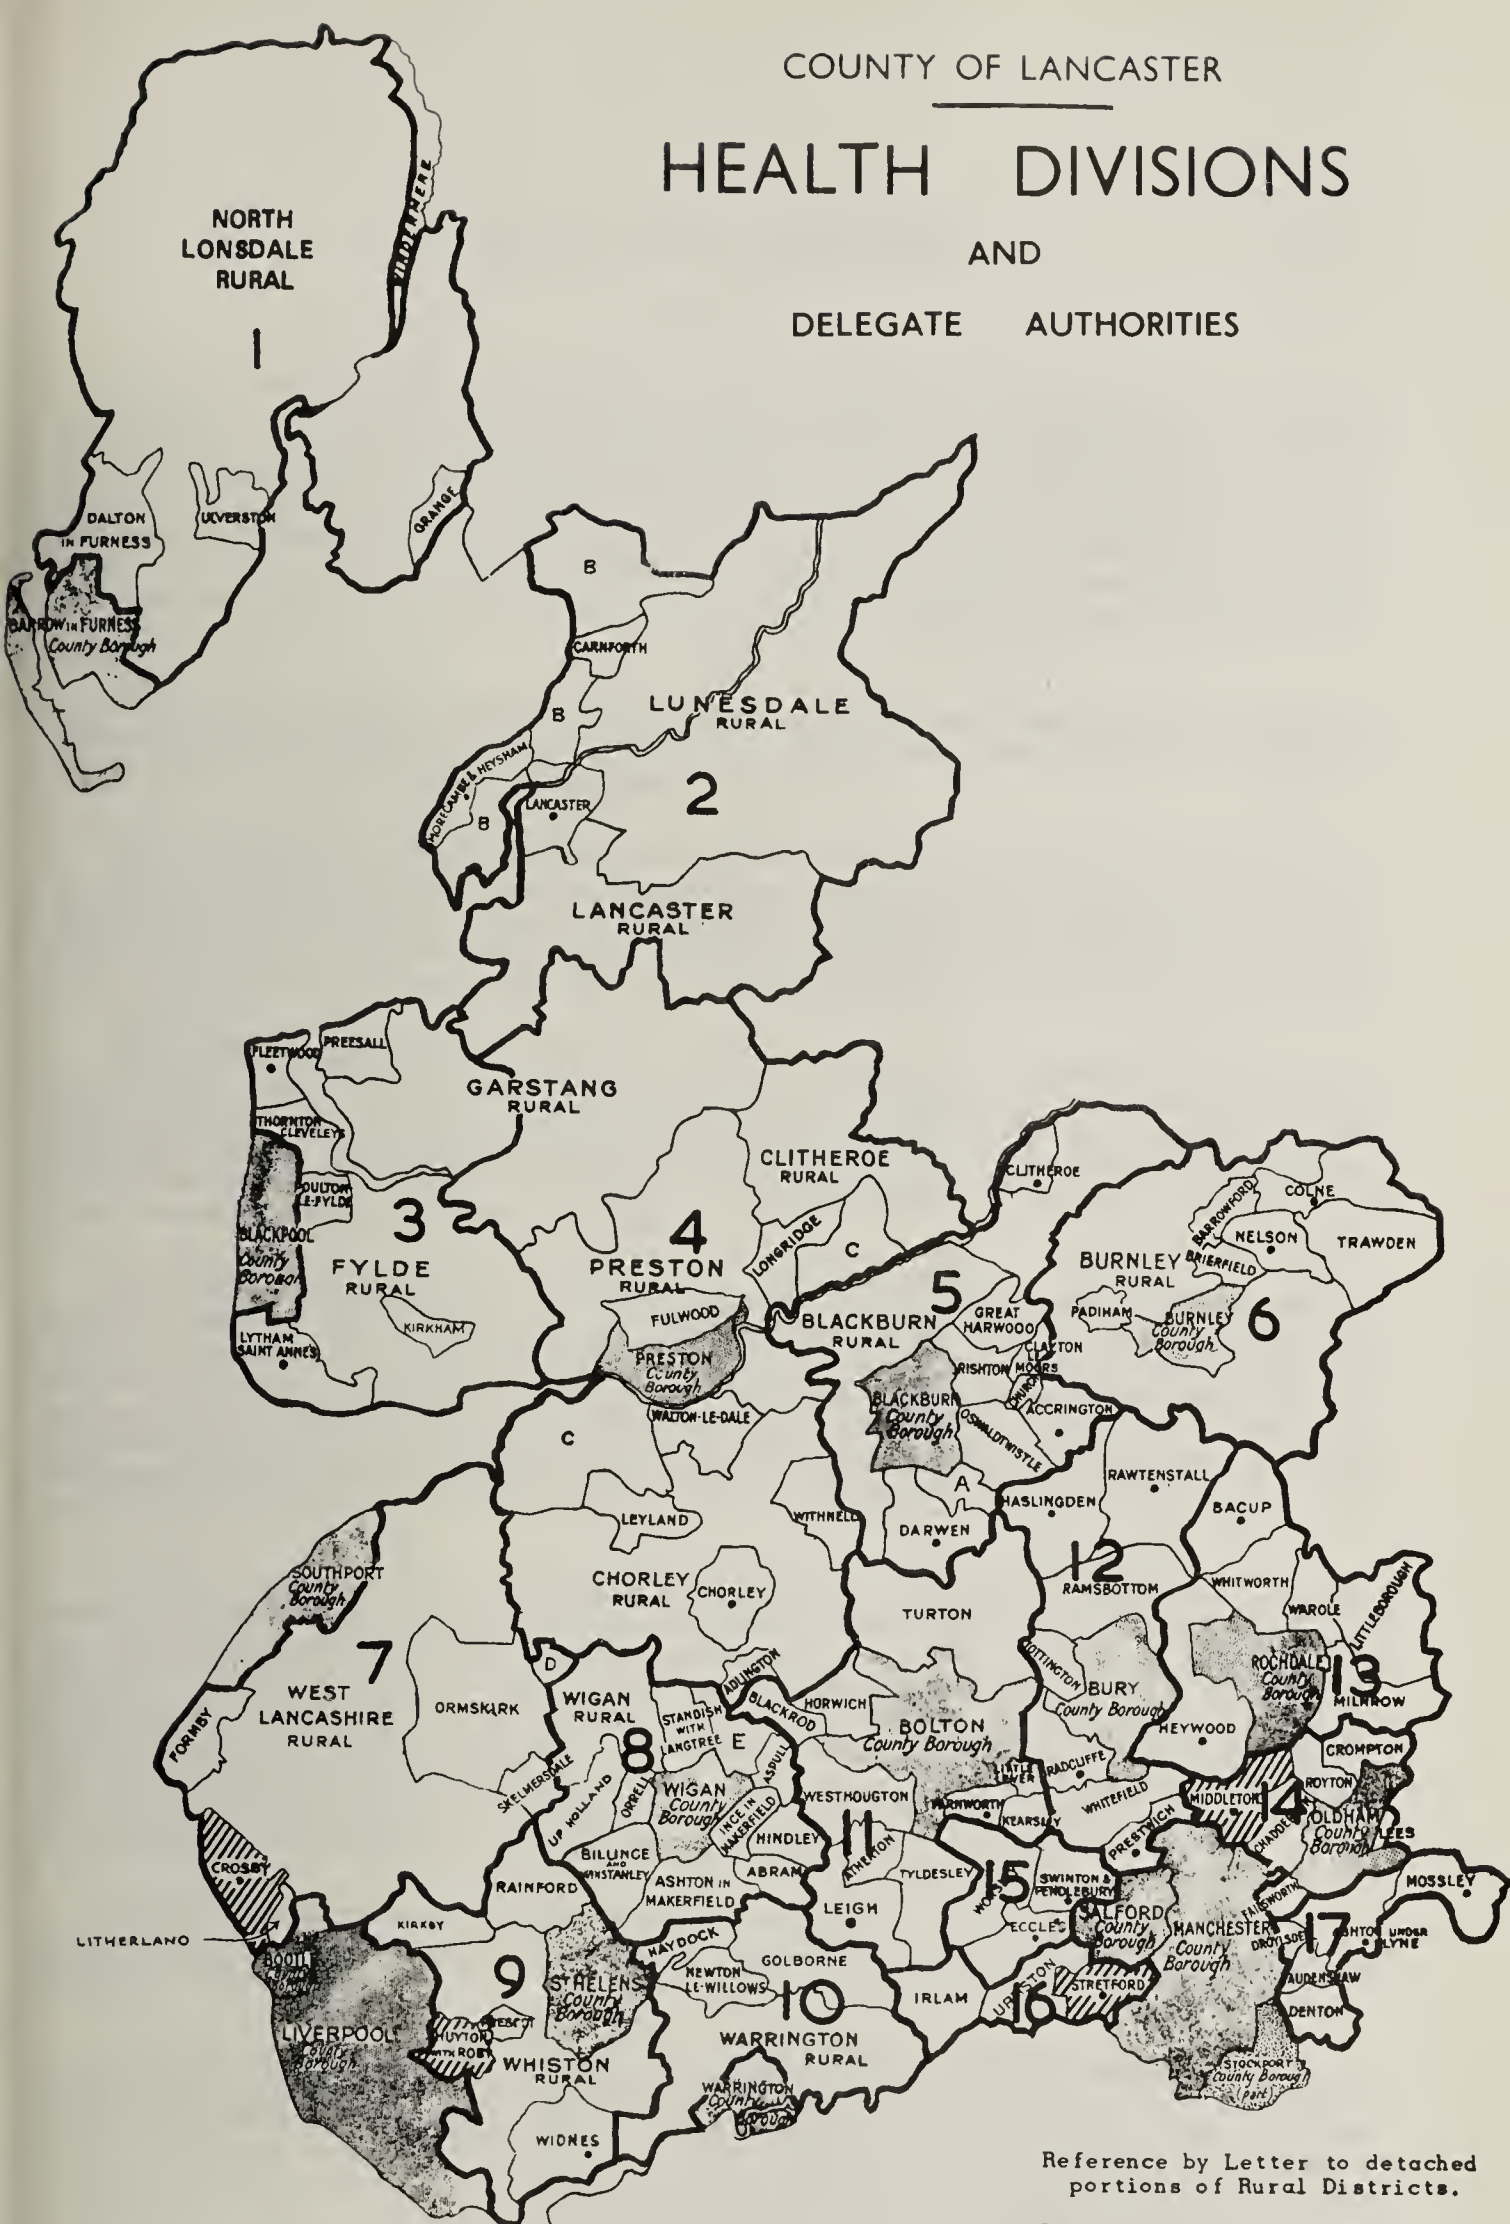 COUNTY OF LANCASTER
HEALTH DIVISIONS
AND
DELEGATE AUTHORITIES
NORTH
LONSDALE
RURAL
1
WINDERMERE
DALTON
IN FURNESS
ULVERSTON
GRANGE
BARROW IN FURNESS
County Borough
B
CARNFORTH
B
LUNESDALE
RURAL
2
MORECAMBE & HEYSHAM
B
LANCASTER
LANCASTER
RURAL
FLEETWOOD
PREESALL
GARSTANG
RURAL
THORNTON
CLEVELEYS
POULTON
LE-FYLDE
BLACKPOOL
County
Borough
3
FYLDE
RURAL
KIRKHAM
LYTHAM
SAINT ANNES
CLITHEROE
RURAL
CLITHEROE
4
PRESTON
RURAL
LONGRIDGE
C
FULWOOD
PRESTON
County
Borough
WALTON-LE-DALE
C
5
BLACKBURN
RURAL
GREAT
HARWOOD
CLAYTON
LE
MOORS
RISHTON
CHURCH
ACCRINGTON
OSWALDTWISTLE
BLACKBURN
County
Borough
A
DARWEN
BARROWFORD
COLNE
NELSON
TRAWDEN
BRIERFIELD
BURNLEY
RURAL
PADIHAM
BURNLEY
County
Borough
6
HASLINGDEN
RAWTENSTALL
BACUP
12
RAMSBOTTOM
WHITWORTH
WAROLE
LITTLEBOROUGH
LEYLAND
WITHNELL
CHORLEY
RURAL
CHORLEY
TURTON
SOUTHPORT
County
Borough
7
WEST
LANCASHIRE
RURAL
ORMSKIRK
FORMBY
SKELMERSDALE
D
WIGAN
RURAL
8
STANDISH
WITH
LANGTREE
E
ADLINGTON
BLACKROD
HORWICH
ASPULL
UP HOLLAND
ORRELL
WIGAN
County
Borough
INCE IN
MAKERFIELD
HINDLEY
BILLINGE
AND
WINSTANLEY
ASHTON IN
MAKERFIELD
ABRAM
RAINFORD
BOLTON
County Borough
TOTTINGTON
BURY
County Borough
ROCHDALE
County
Borough
13
MILNROW
HEYWOOD
WESTHOUGTON
LITTLE
LEVER
RADCLIFFE
FARNWORTH
KEARSLEY
WHITEFIELD
PRESTWICH
MIDDLETON
14
CROMPTON
ROYTON
CHADDERTON
OLDHAM
County
Borough
LEES
MOSSLEY
11
ATHERTON
TYLDESLEY
LEIGH
15
WORSLEY
SWINTON &
PENDLEBURY
ECCLES
SALFORD
County
Borough
MANCHESTER
County
Borough
FAILSWORTH
DROYLSDEN
17
ASHTON UNDER
LYNE
AUDENSHAW
DENTON
CROSBY
LITHERLAND
BOOTLE
County
Borough
LIVERPOOL
County
Borough
KIRKBY
9
PRESCOT
HUYTON
WITH ROBY
ST HELENS
County
Borough
WHISTON
RURAL
WIDNES
HAYDOCK
NEWTON
LE-WILLOWS
GOLBORNE
10
WARRINGTON
RURAL
WARRINGTON
County
Borough
IRLAM
URMSTON
16
STRETFORD
STOCKPORT
County Borough
(part)
Reference by Letter to detached
portions of Rural Districts.